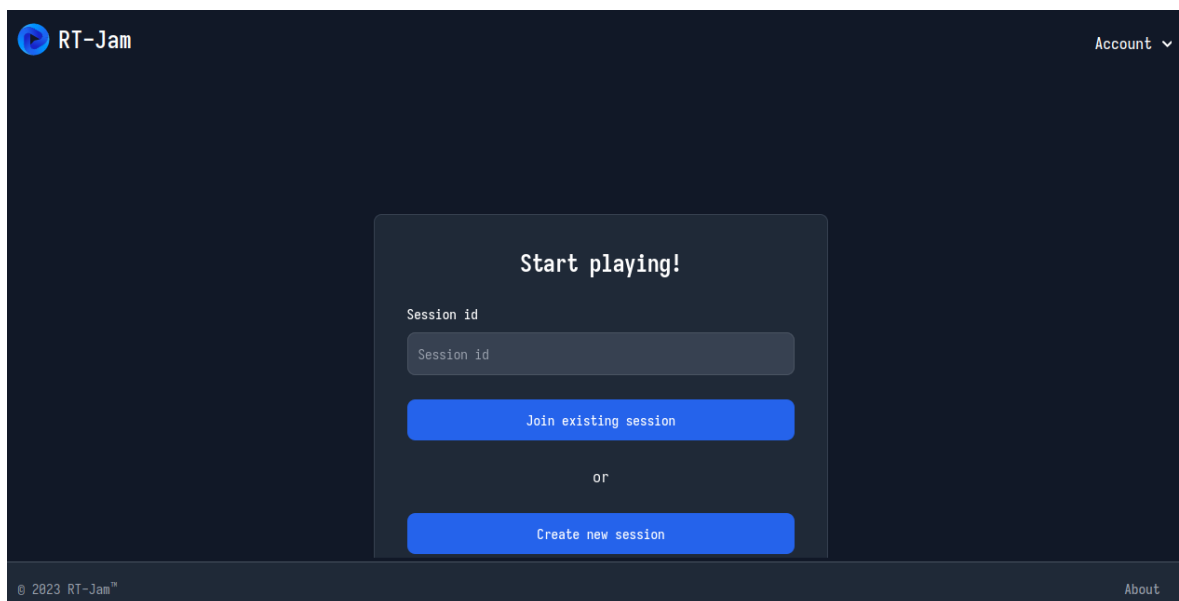 RT-Jam
Account
Start playing!
Session id
Session id
Join existing session
or
Create new session
© 2023 RT-Jam™
About